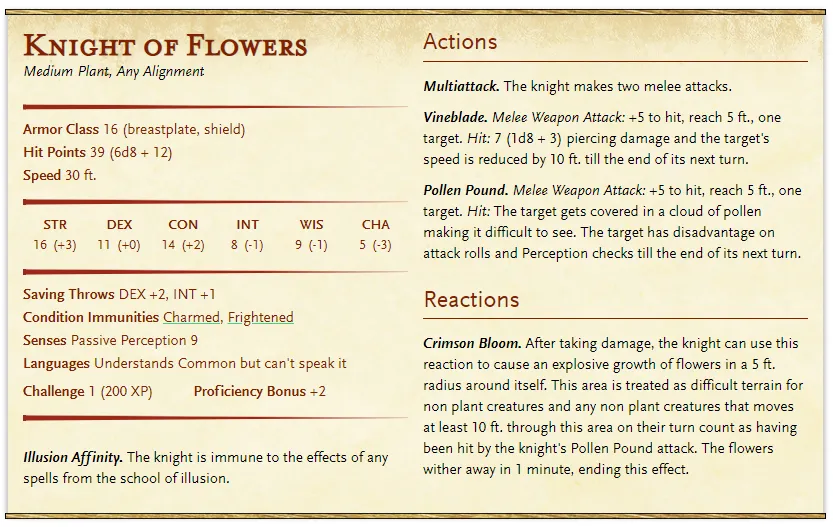 Knight of Flowers
Medium Plant, Any Alignment
Armor Class 16 (breastplate, shield)
Hit Points 39 (6d8 + 12)
Speed 30 ft.
STR DEX CON INT WIS CHA
16 (+3) 11 (+0) 14 (+2) 8 (-1) 9 (-1) 5 (-3)
Saving Throws DEX +2, INT +1
Condition Immunities Charmed, Frightened
Senses Passive Perception 9
Languages Understands Common but can't speak it
Challenge 1 (200 XP) Proficiency Bonus +2
Illusion Affinity. The knight is immune to the effects of any
spells from the school of illusion.
Actions
Multiattack. The knight makes two melee attacks.
Vineblade. Melee Weapon Attack: +5 to hit, reach 5 ft., one
target. Hit: 7 (1d8 + 3) piercing damage and the target's
speed is reduced by 10 ft. till the end of its next turn.
Pollen Pound. Melee Weapon Attack: +5 to hit, reach 5 ft., one
target. Hit: The target gets covered in a cloud of pollen
making it difficult to see. The target has disadvantage on
attack rolls and Perception checks till the end of its next turn.
Reactions
Crimson Bloom. After taking damage, the knight can use this
reaction to cause an explosive growth of flowers in a 5 ft.
radius around itself. This area is treated as difficult terrain for
non plant creatures and any non plant creatures that moves
at least 10 ft. through this area on their turn count as having
been hit by the knight's Pollen Pound attack. The flowers
wither away in 1 minute, ending this effect.